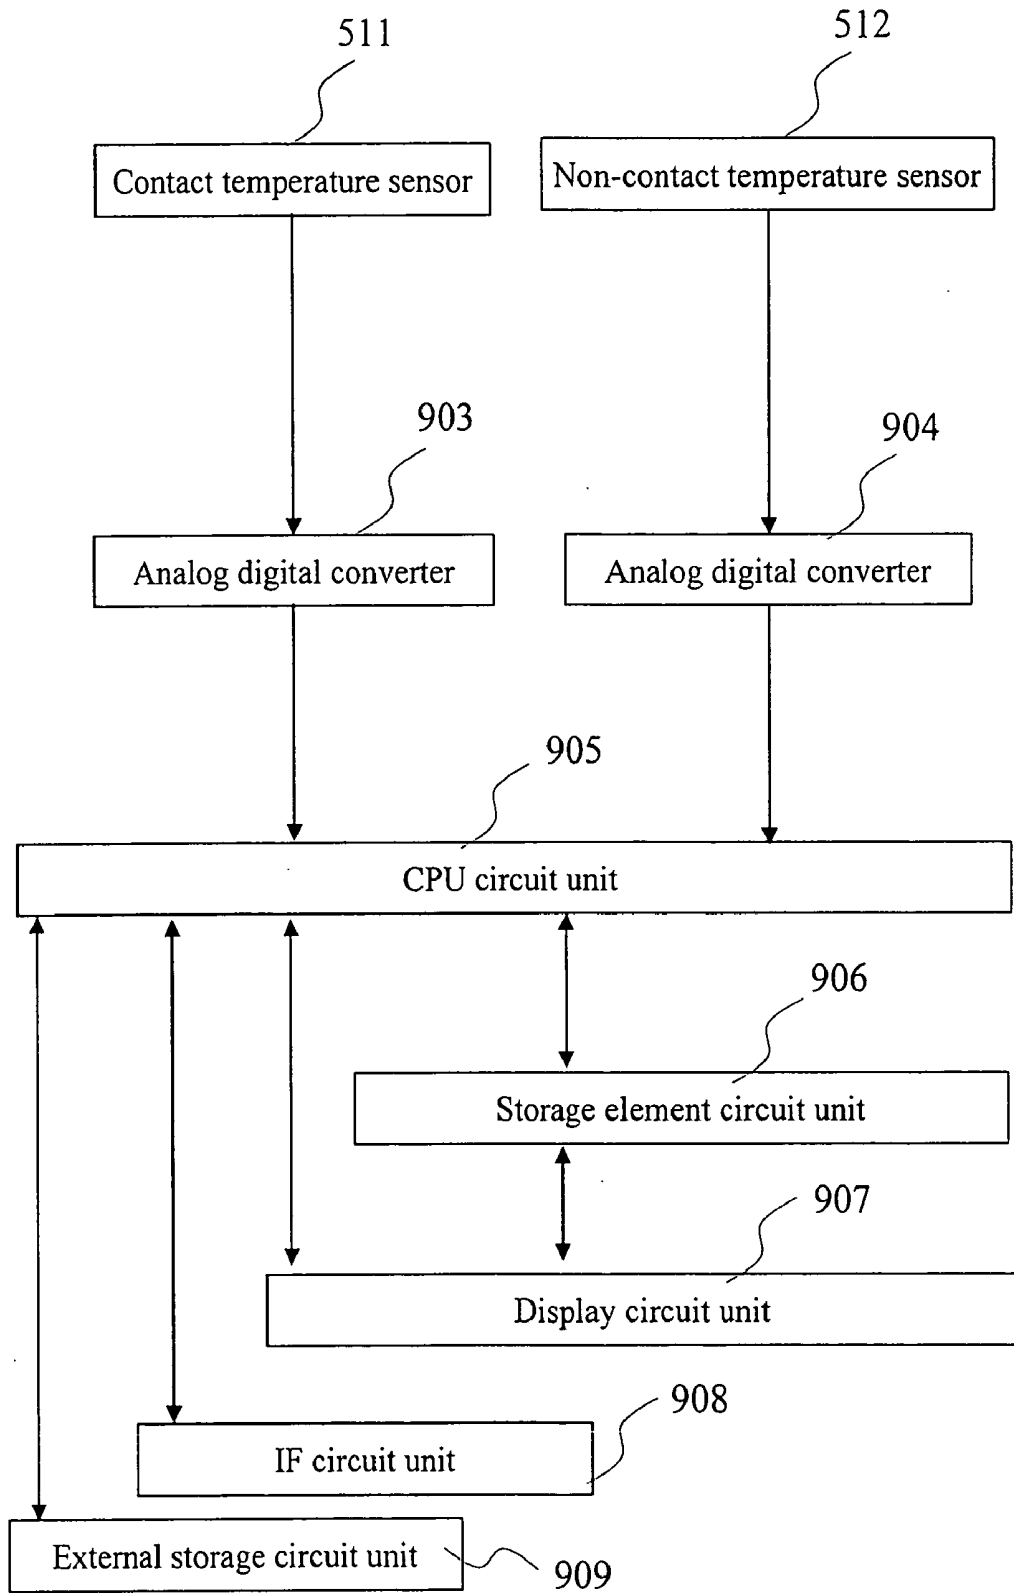 511
512
Contact temperature sensor
Non-contact temperature sensor
903
904
Analog digital converter
Analog digital converter
905
CPU circuit unit
906
Storage element circuit unit
907
Display circuit unit
908
IF circuit unit
External storage circuit unit
909